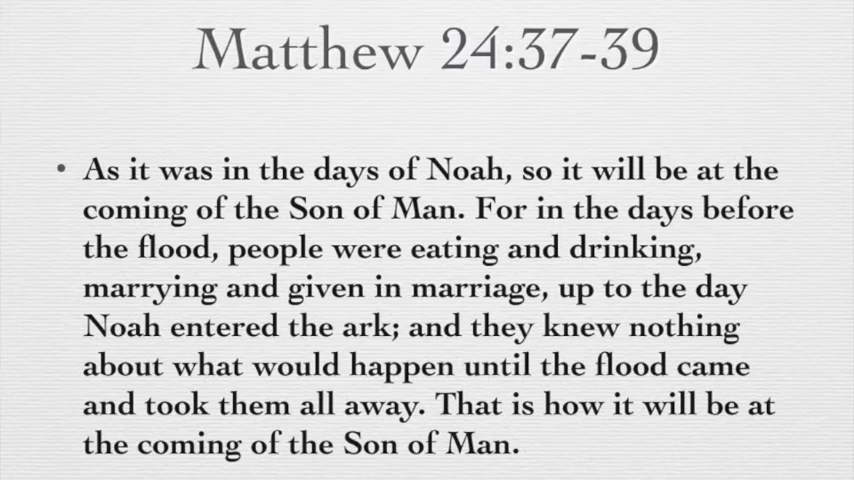 Matthew 24:37-39
• As it was in the days of Noah, so it will be at the
coming of the Son of Man. For in the days before
the flood, people were eating and drinking,
marrying and given in marriage, up to the day
Noah entered the ark; and they knew nothing
about what would happen until the flood came
and took them all away. That is how it will be at
the coming of the Son of Man.